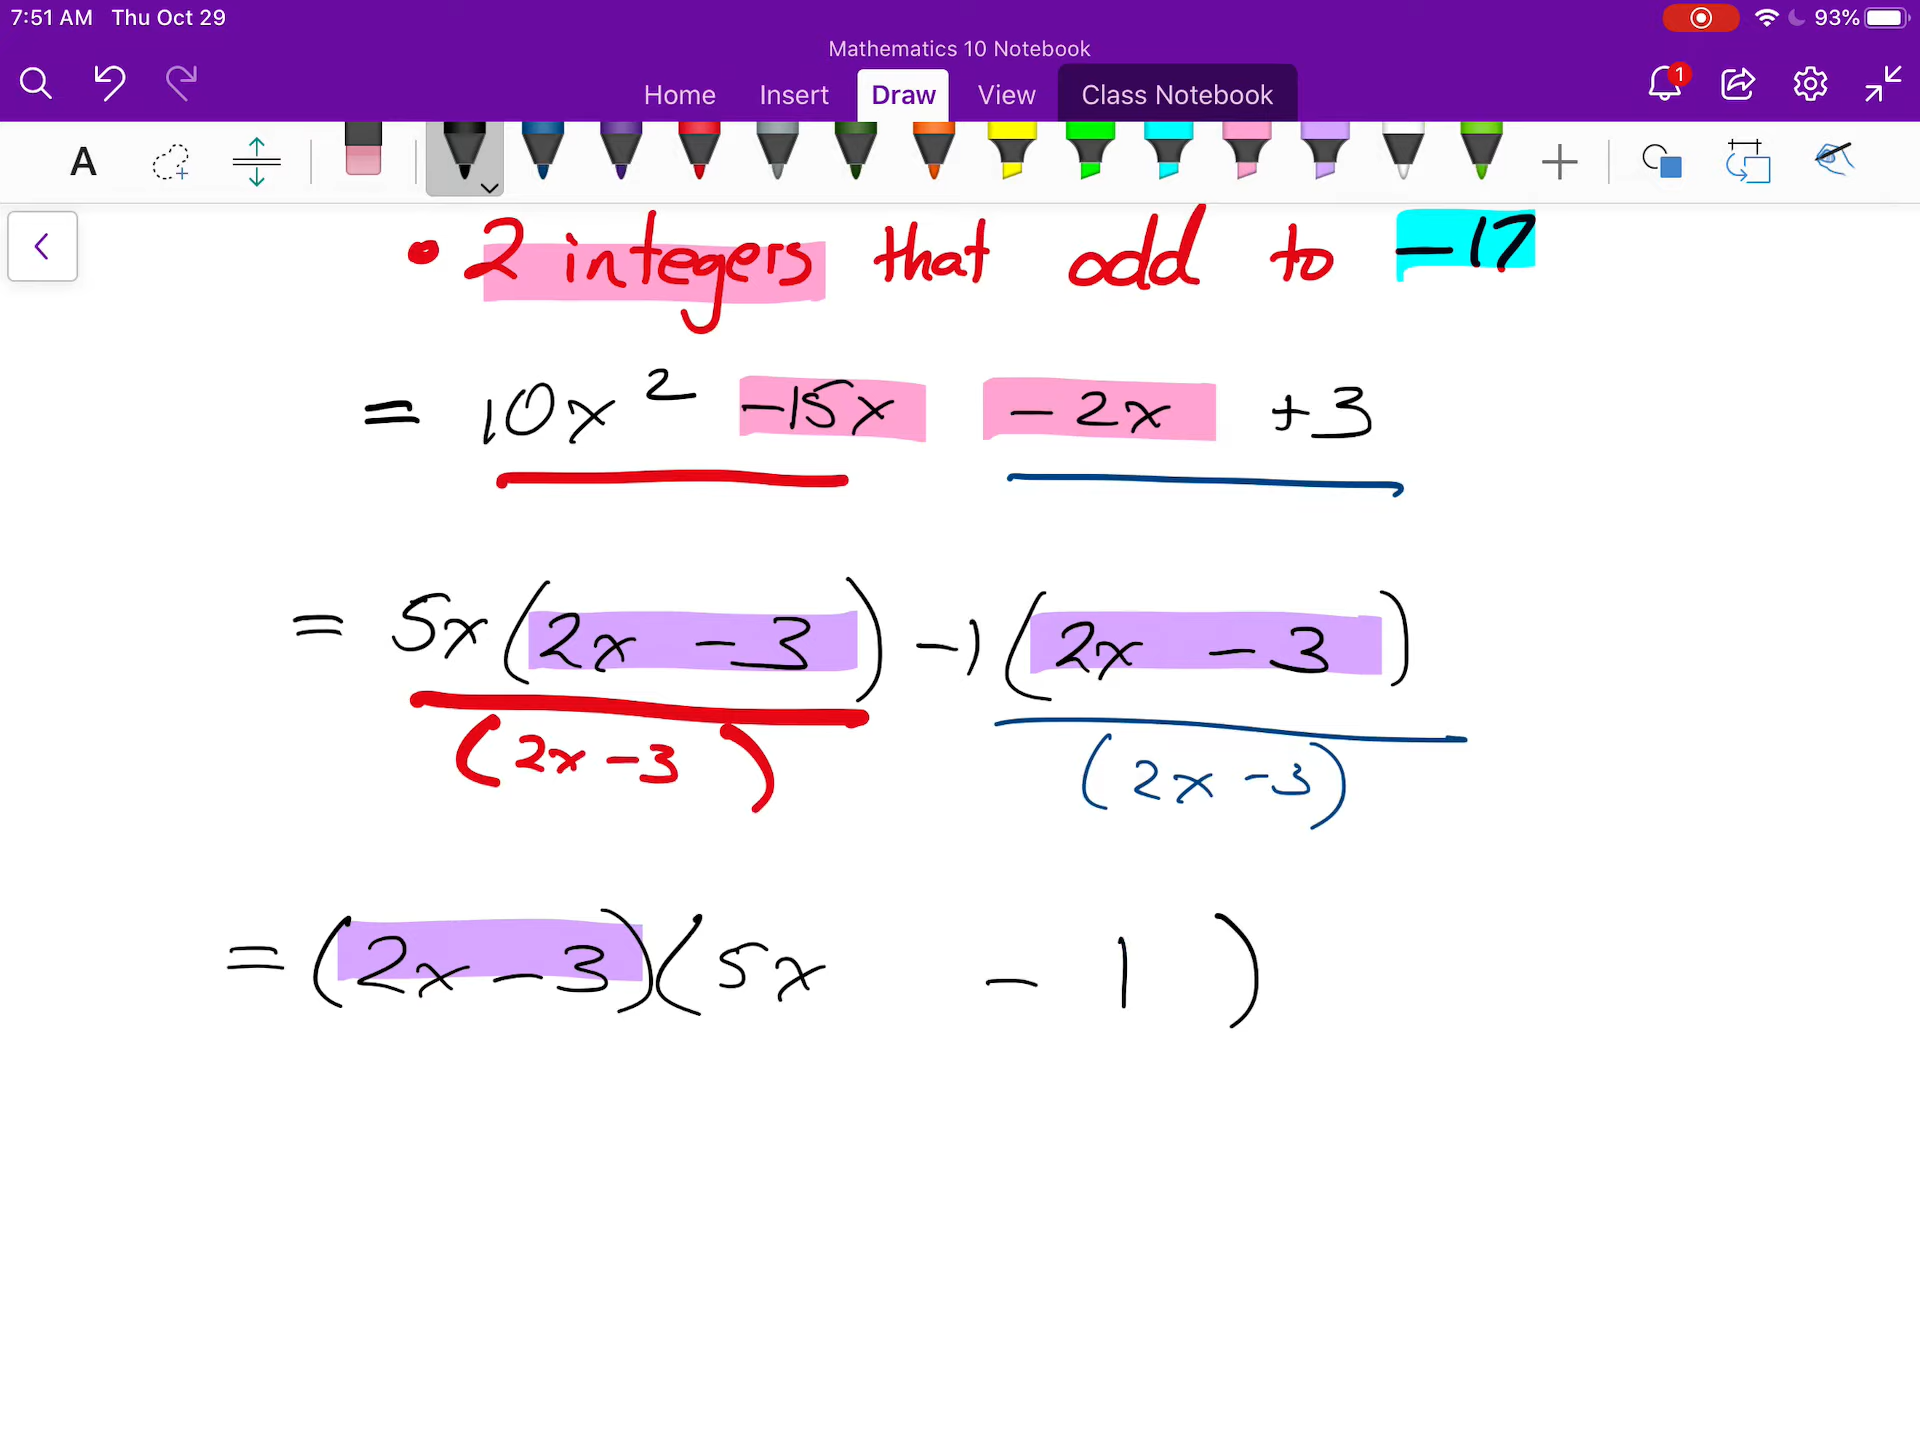 7:51 AM Thu Oct 29 93%
Mathematics 10 Notebook
Home Insert Draw View Class Notebook 1
A
• 2 integers that add to -17
= 10x² -15x - 2x +3
= 5x(2x - 3) -1(2x - 3)
(2x -3) (2x -3)
= (2x - 3)(5x - 1)